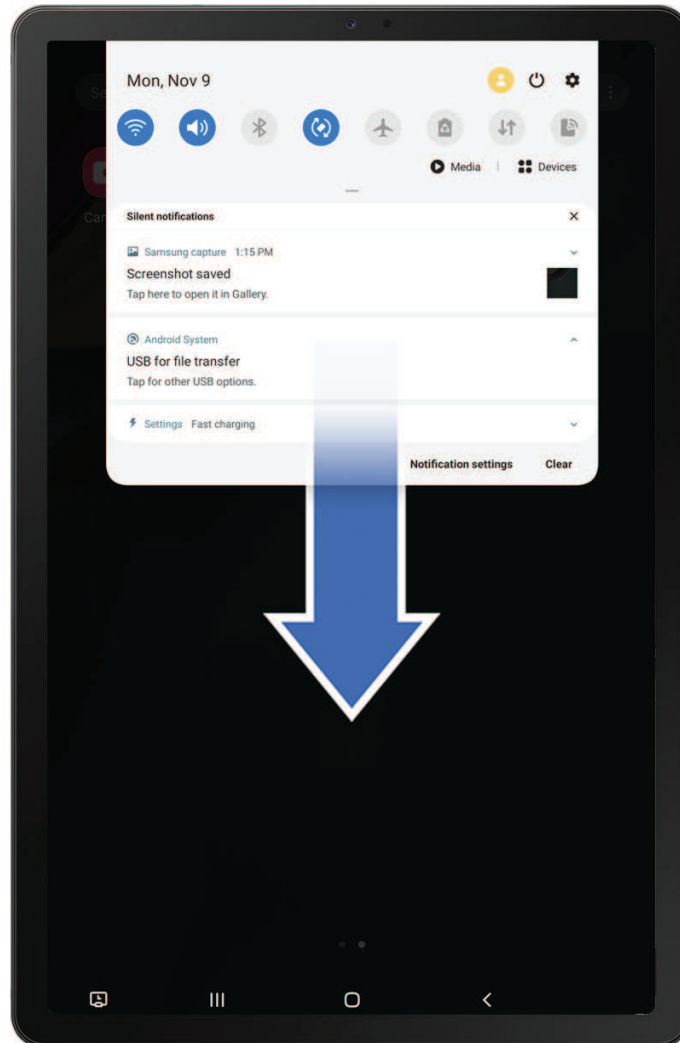 Mon, Nov 9
Media | Devices
Silent notifications
Samsung capture 1:15 PM
Screenshot saved
Tap here to open it in Gallery.
Android System
USB for file transfer
Tap for other USB options.
Settings Fast charging
Notification settings Clear